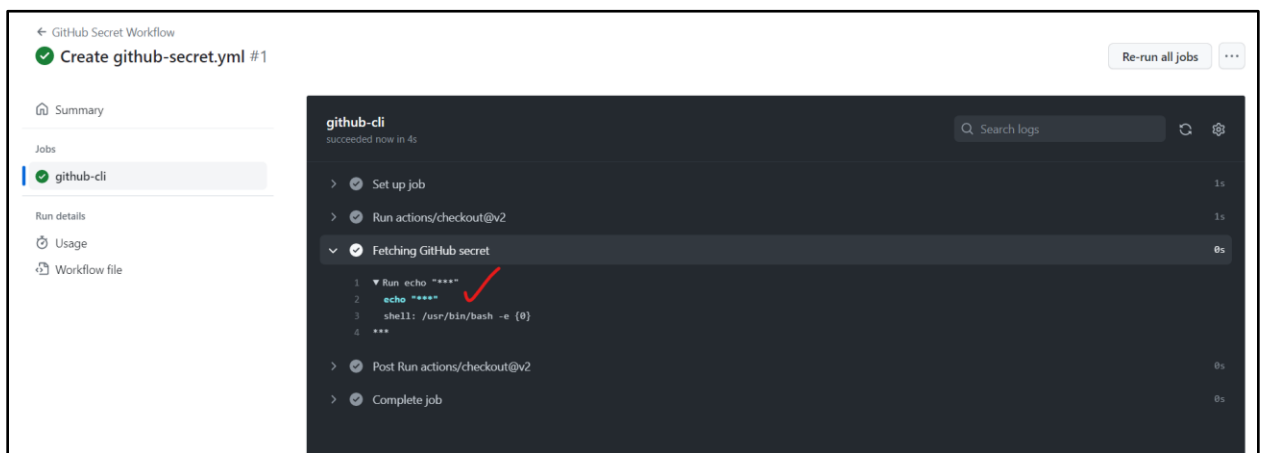 ← GitHub Secret Workflow
Create github-secret.yml #1
Re-run all jobs
...
Summary
Jobs
github-cli
Run details
Usage
Workflow file
github-cli
succeeded now in 4s
Search logs
Set up job 1s
Run actions/checkout@v2 1s
Fetching GitHub secret 0s
1 ▼ Run echo "***"
2 echo "***"
3 shell: /usr/bin/bash -e {0}
4 ***
Post Run actions/checkout@v2 0s
Complete job 0s